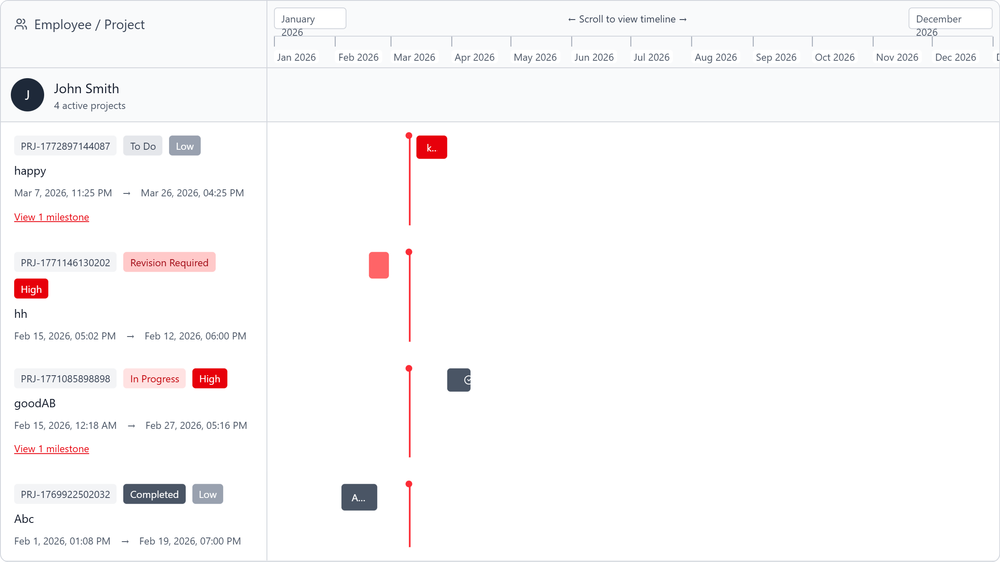 Employee / Project
January
2026
← Scroll to view timeline →
December
2026
Jan 2026 Feb 2026 Mar 2026 Apr 2026 May 2026 Jun 2026 Jul 2026 Aug 2026 Sep 2026 Oct 2026 Nov 2026 Dec 2026
J
John Smith
4 active projects
PRJ-1772897144087 To Do Low
k...
happy
Mar 7, 2026, 11:25 PM → Mar 26, 2026, 04:25 PM
View 1 milestone
PRJ-1771146130202 Revision Required
High
hh
Feb 15, 2026, 05:02 PM → Feb 12, 2026, 06:00 PM
PRJ-1771085898898 In Progress High
goodAB
Feb 15, 2026, 12:18 AM → Feb 27, 2026, 05:16 PM
View 1 milestone
PRJ-1769922502032 Completed Low
A...
Abc
Feb 1, 2026, 01:08 PM → Feb 19, 2026, 07:00 PM